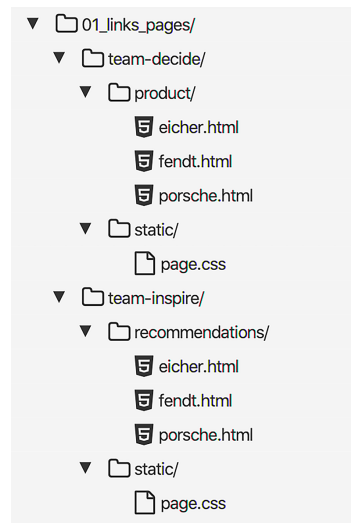 01_links_pages/
team-decide/
product/
eicher.html
fendt.html
porsche.html
static/
page.css
team-inspire/
recommendations/
eicher.html
fendt.html
porsche.html
static/
page.css